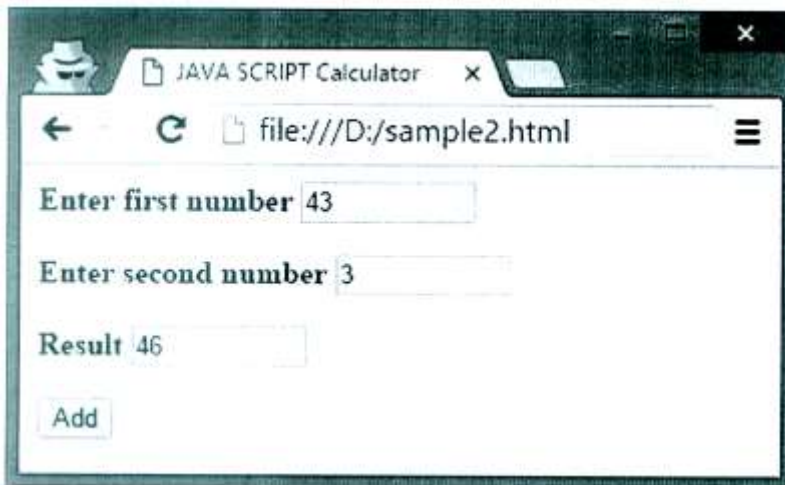 JAVA SCRIPT Calculator
file:///D:/sample2.html
Enter first number 43
Enter second number 3
Result 46
Add